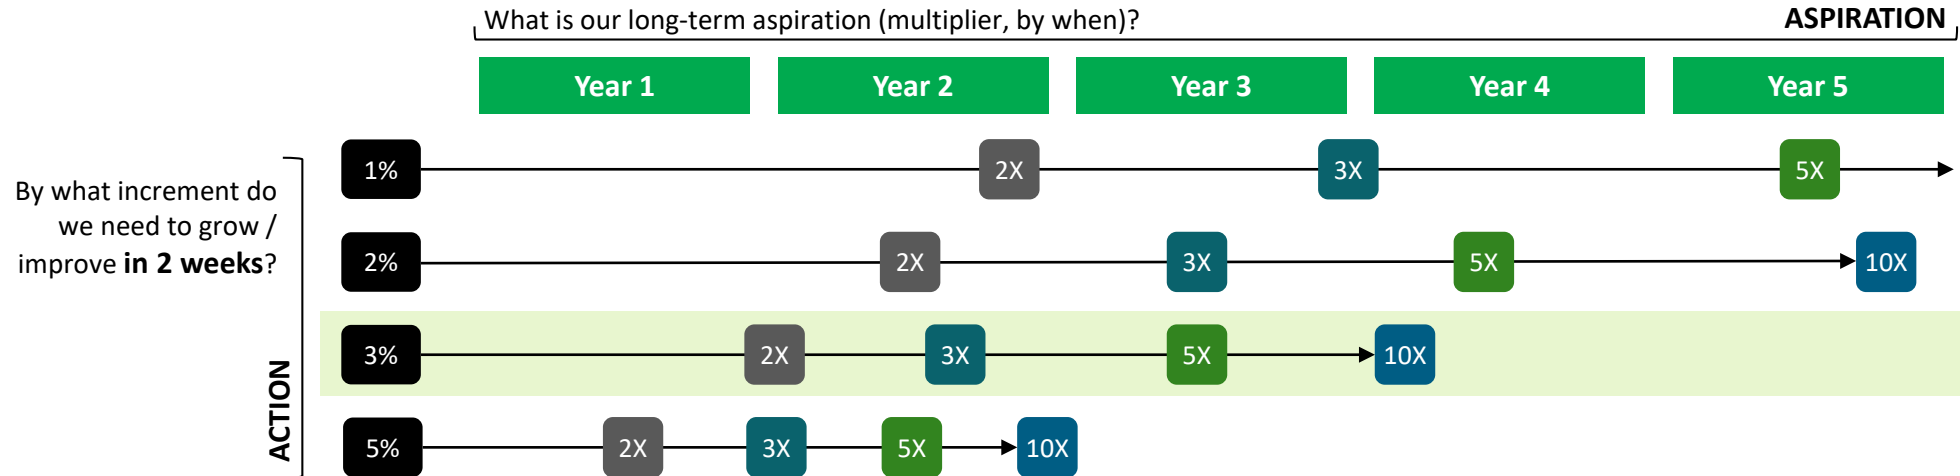 What is our long-term aspiration (multiplier, by when)? ASPIRATION
Year 1 Year 2 Year 3 Year 4 Year 5
By what increment do
we need to grow /
improve in 2 weeks?
ACTION
1% 2X 3X 5X
2% 2X 3X 5X 10X
3% 2X 3X 5X 10X
5% 2X 3X 5X 10X